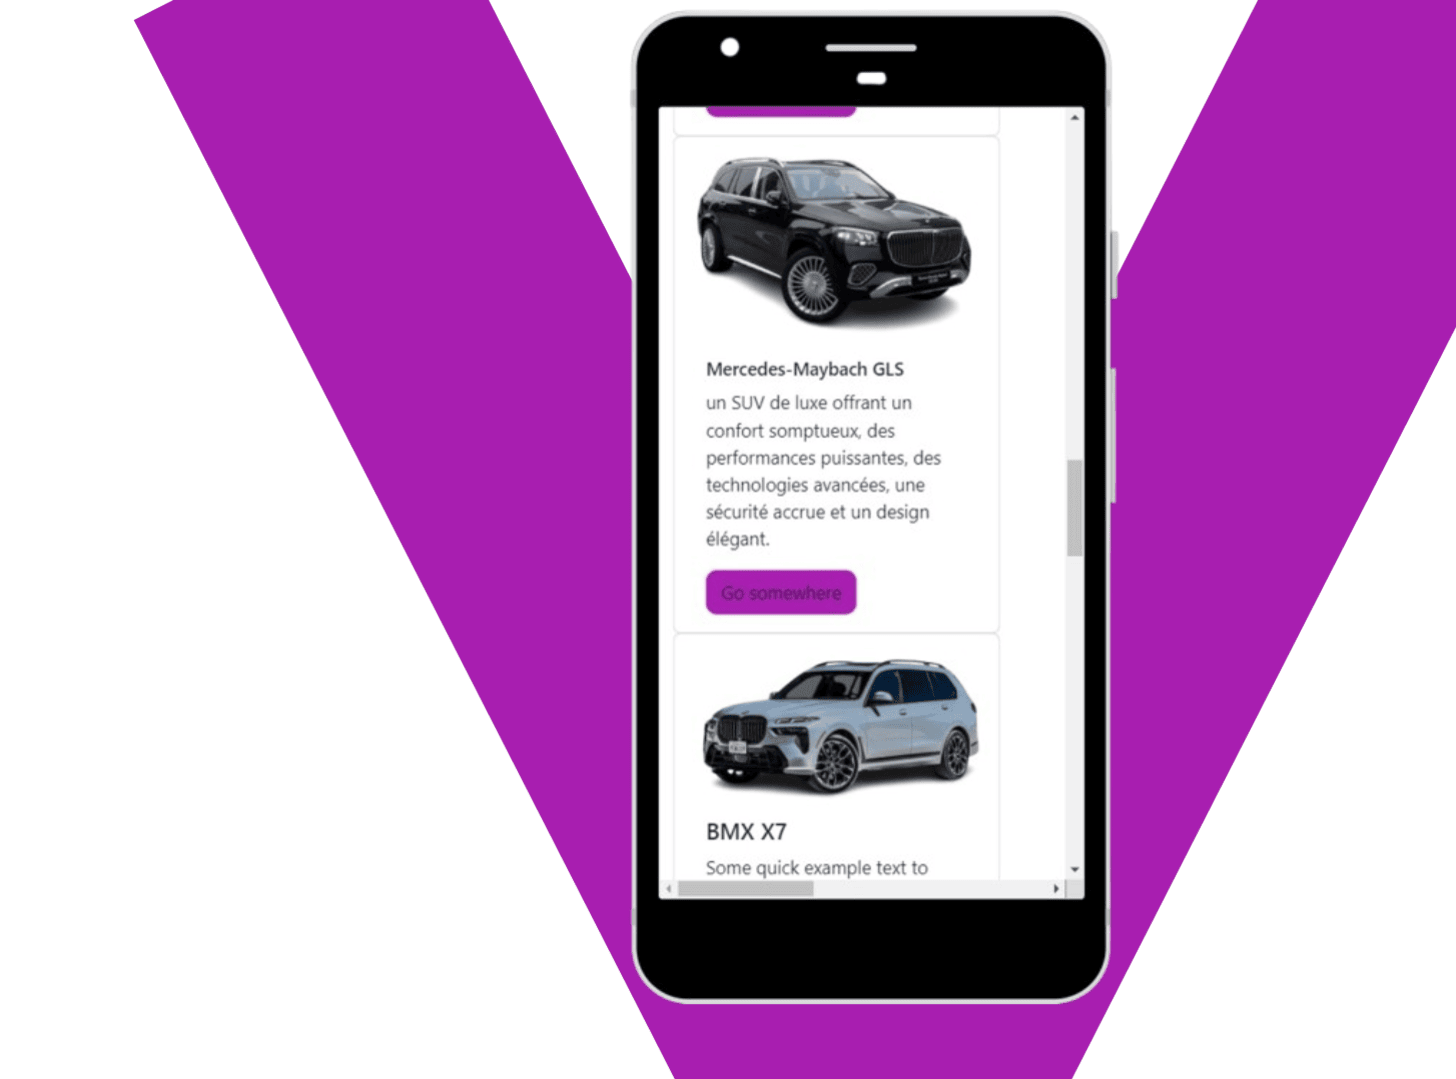 Mercedes-Maybach GLS
un SUV de luxe offrant un
confort somptueux, des
performances puissantes, des
technologies avancées, une
sécurité accrue et un design
élégant.
Go somewhere
BMX X7
Some quick example text to